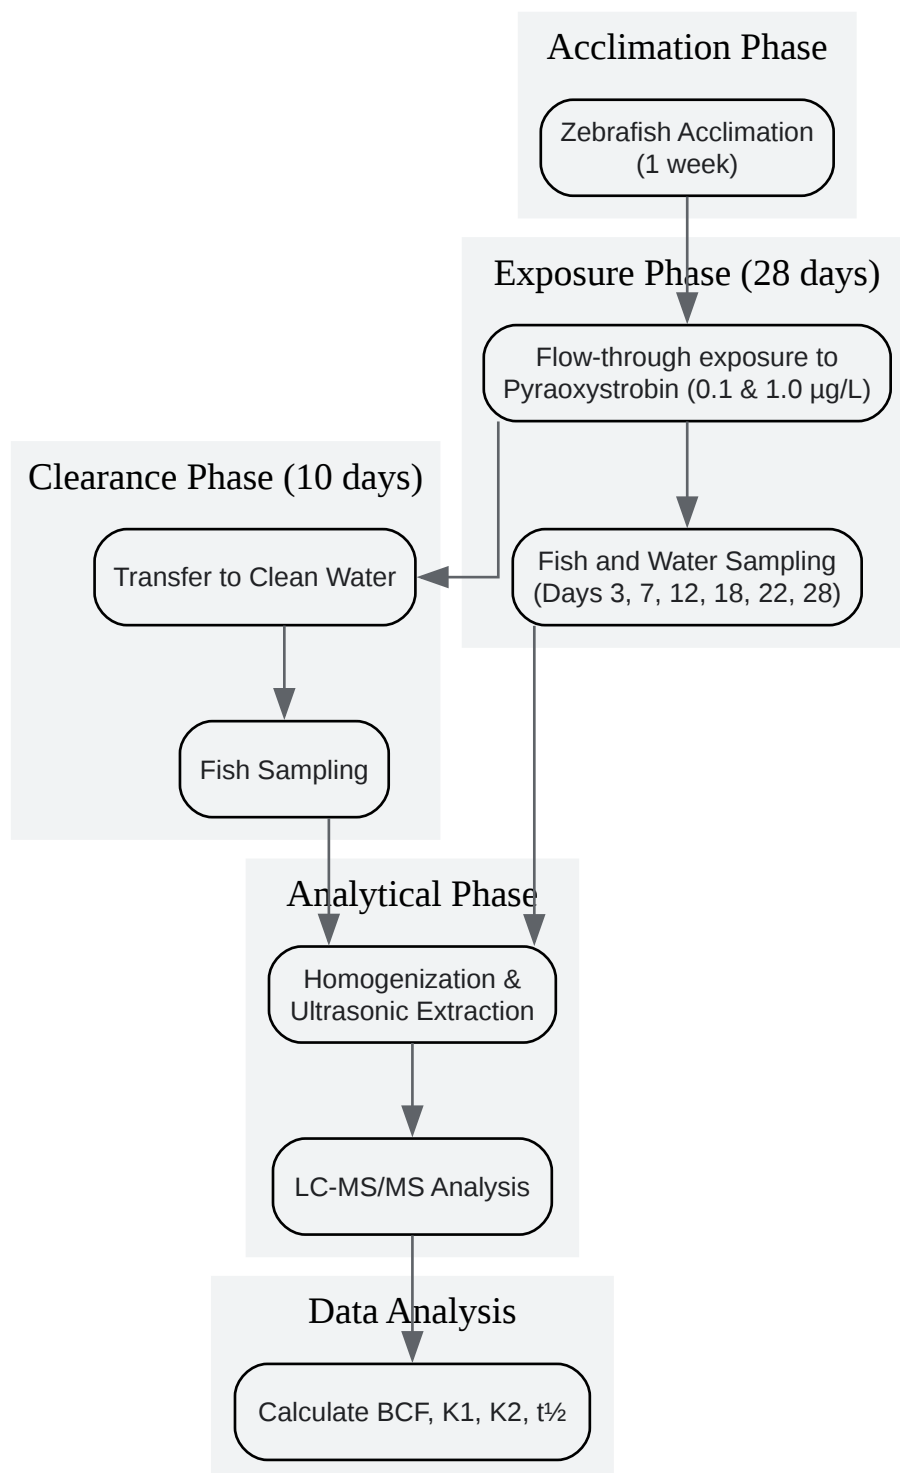 Acclimation Phase
Zebrafish Acclimation
(1 week)
Exposure Phase (28 days)
Flow-through exposure to
Pyraoxystrobin (0.1 & 1.0 µg/L)
Clearance Phase (10 days)
Transfer to Clean Water
Fish and Water Sampling
(Days 3, 7, 12, 18, 22, 28)
Fish Sampling
Analytical Phase
Homogenization &
Ultrasonic Extraction
LC-MS/MS Analysis
Data Analysis
Calculate BCF, K1, K2, t½